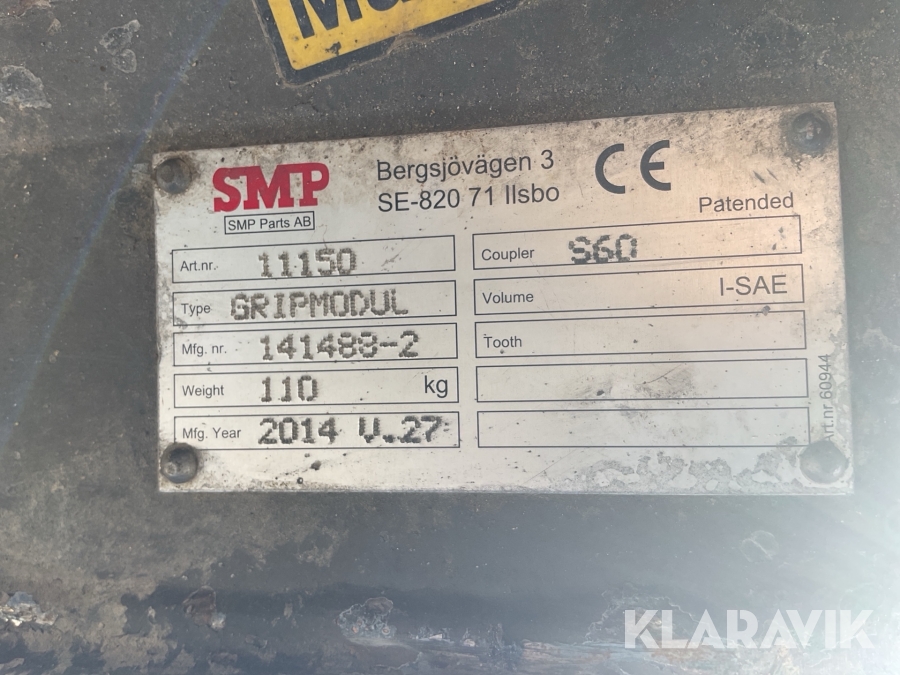 SMP
SMP Parts AB
Bergsjövägen 3
SE-820 71 Ilsbo
CE
Patended
Art.nr. 11150
Type GRIPMODUL
Mfg. nr. 141488-2
Weight 110 kg
Mfg. Year 2014 V.27
Coupler S60
Volume I-SAE
Tooth
Art.nr 60944
KLARAVIK